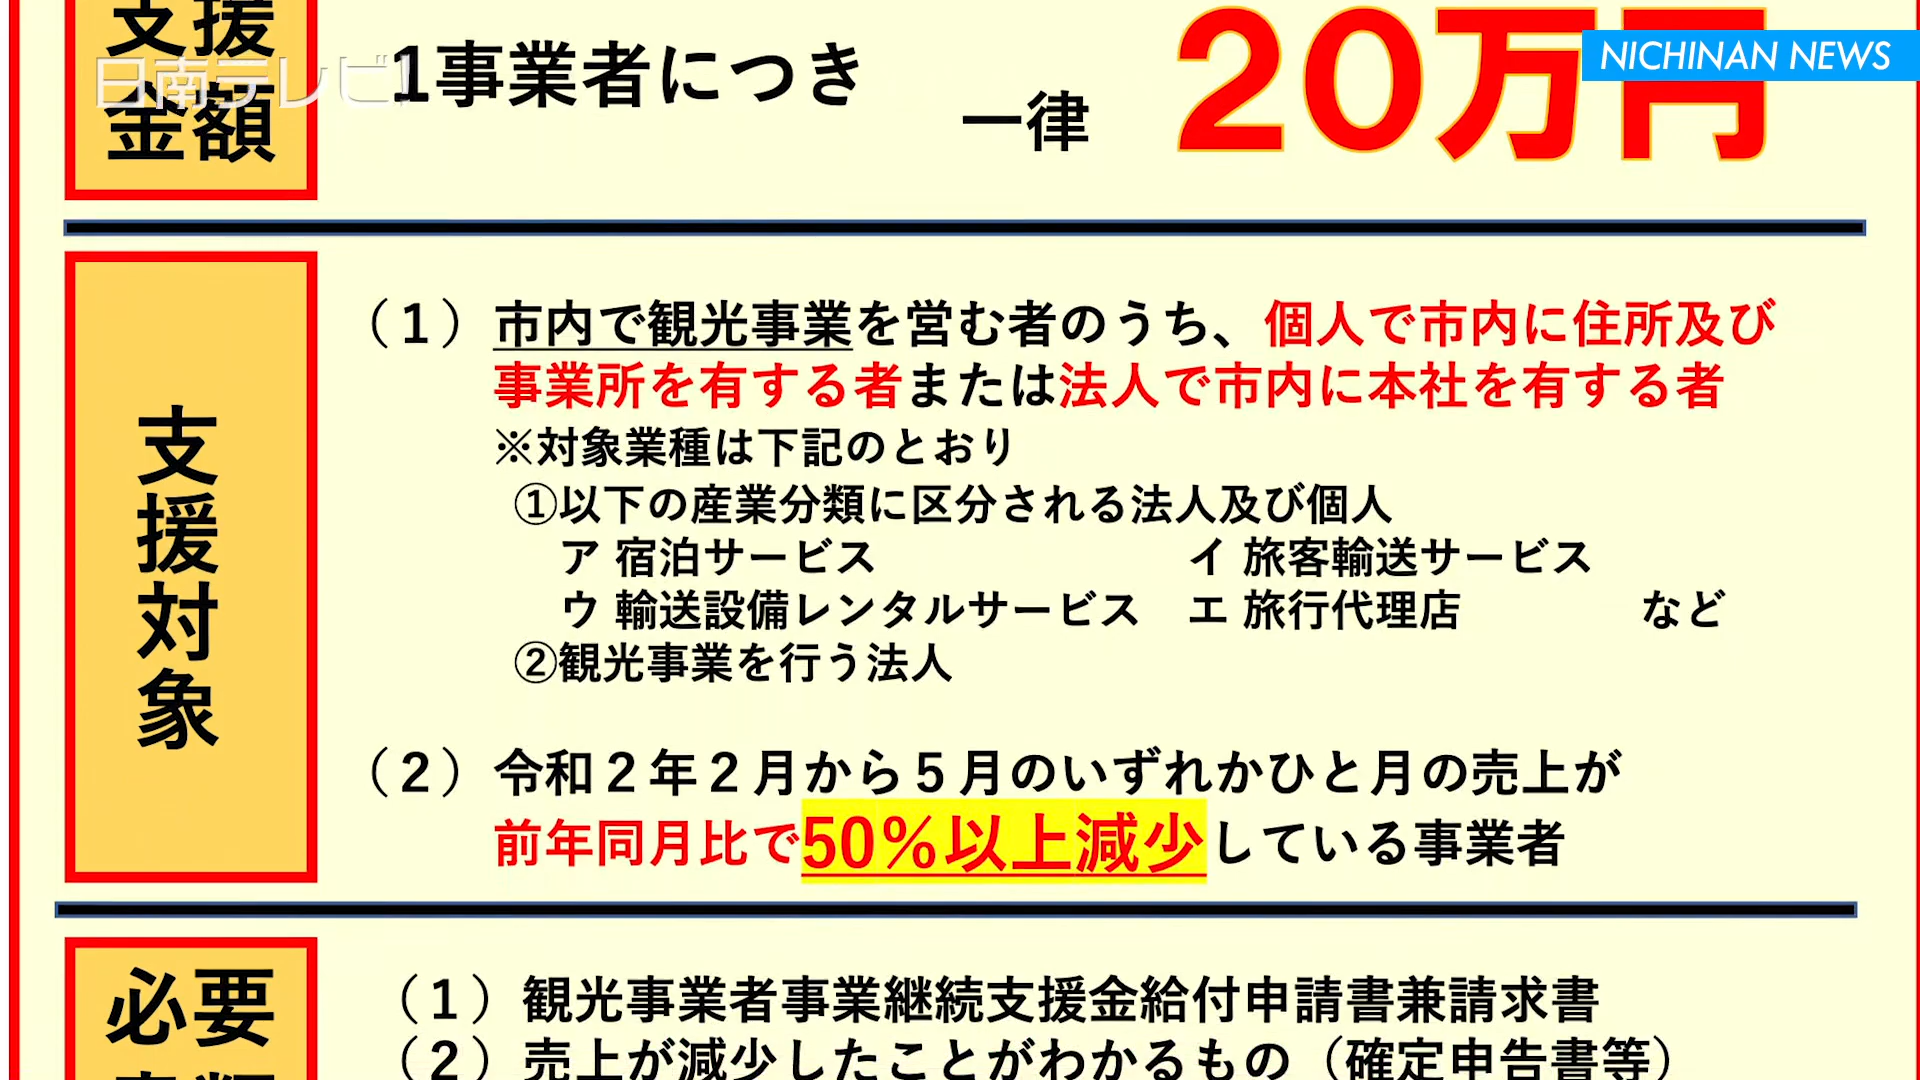 支援
金額
日南テレビ!
1事業者につき
一律
20万円
NICHINAN NEWS
支援対象
（１）市内で観光事業を営む者のうち、個人で市内に住所及び
事業所を有する者または法人で市内に本社を有する者
※対象業種は下記のとおり
①以下の産業分類に区分される法人及び個人
ア 宿泊サービス イ 旅客輸送サービス
ウ 輸送設備レンタルサービス エ 旅行代理店 など
②観光事業を行う法人
（２）令和２年２月から５月のいずれかひと月の売上が
前年同月比で50%以上減少している事業者
必要
（１）観光事業者事業継続支援金給付申請書兼請求書
（２）売上が減少したことがわかるもの（確定申告書等）